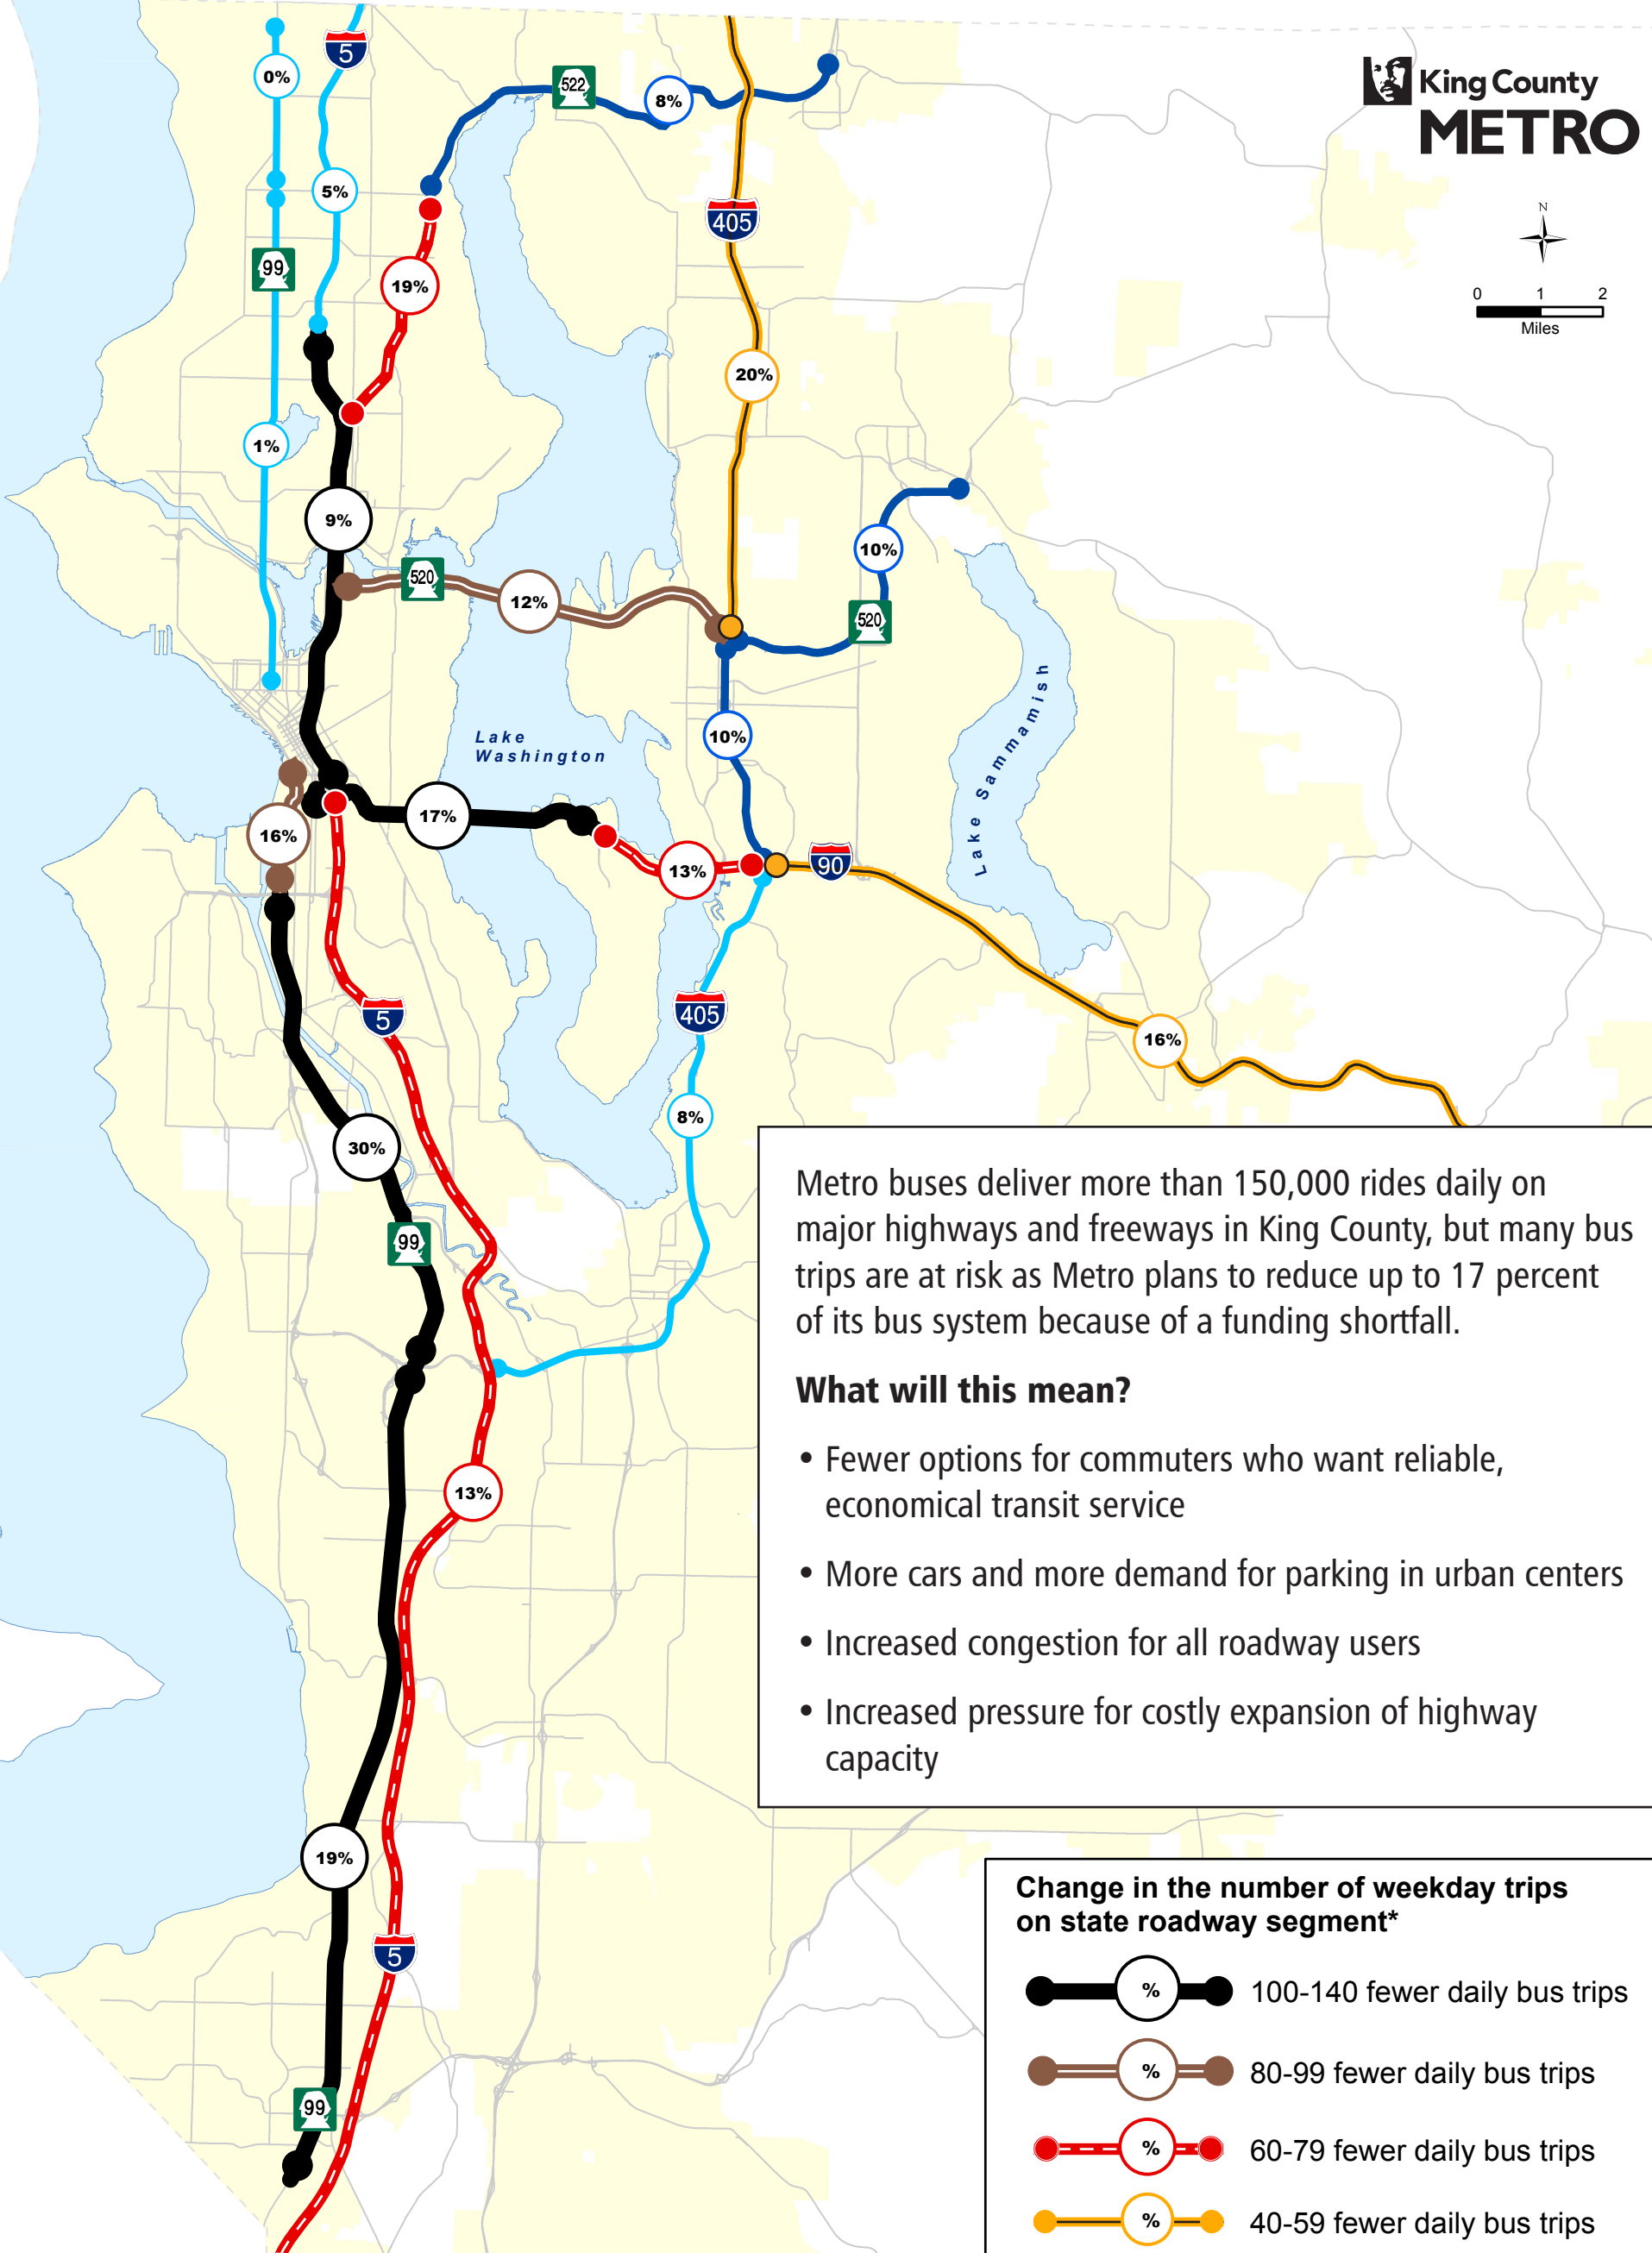 King County
METRO
N
0 1 2
Miles
0%
5
522
8%
5%
405
99
19%
20%
1%
9%
10%
520
12%
520
Lake Sammamish
10%
Lake
Washington
17%
16%
13%
90
5
405
16%
8%
30%
99
13%
19%
5
99
Metro buses deliver more than 150,000 rides daily on
major highways and freeways in King County, but many bus
trips are at risk as Metro plans to reduce up to 17 percent
of its bus system because of a funding shortfall.
What will this mean?
• Fewer options for commuters who want reliable,
economical transit service
• More cars and more demand for parking in urban centers
• Increased congestion for all roadway users
• Increased pressure for costly expansion of highway
capacity
Change in the number of weekday trips
on state roadway segment*
% 100-140 fewer daily bus trips
% 80-99 fewer daily bus trips
% 60-79 fewer daily bus trips
% 40-59 fewer daily bus trips